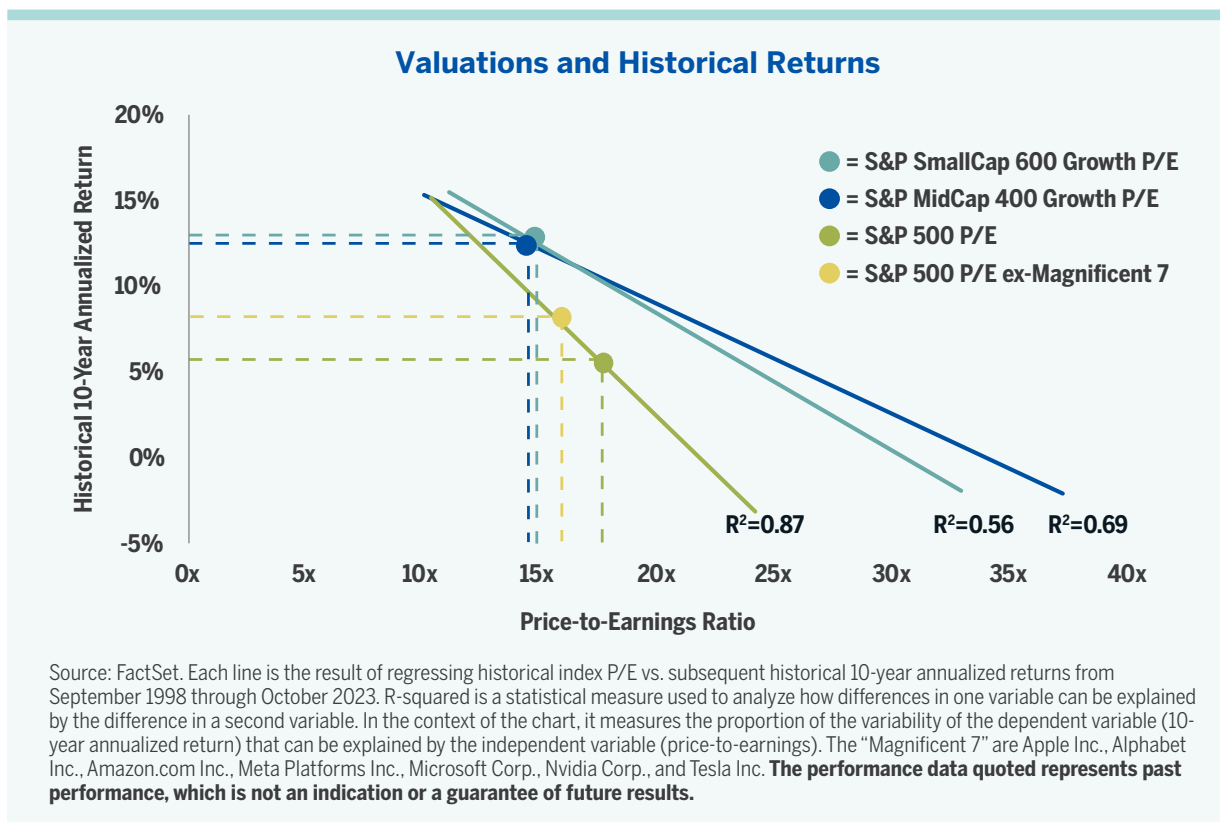 Valuations and Historical Returns
Historical 10-Year Annualized Return
20%
15%
10%
5%
0%
-5%
= S&P SmallCap 600 Growth P/E
= S&P MidCap 400 Growth P/E
= S&P 500 P/E
= S&P 500 P/E ex-Magnificent 7
R²=0.87
R²=0.56
R²=0.69
0x
5x
10x
15x
20x
25x
30x
35x
40x
Price-to-Earnings Ratio
Source: FactSet. Each line is the result of regressing historical index P/E vs. subsequent historical 10-year annualized returns from
September 1998 through October 2023. R-squared is a statistical measure used to analyze how differences in one variable can be explained
by the difference in a second variable. In the context of the chart, it measures the proportion of the variability of the dependent variable (10-
year annualized return) that can be explained by the independent variable (price-to-earnings). The “Magnificent 7” are Apple Inc., Alphabet
Inc., Amazon.com Inc., Meta Platforms Inc., Microsoft Corp., Nvidia Corp., and Tesla Inc. The performance data quoted represents past
performance, which is not an indication or a guarantee of future results.